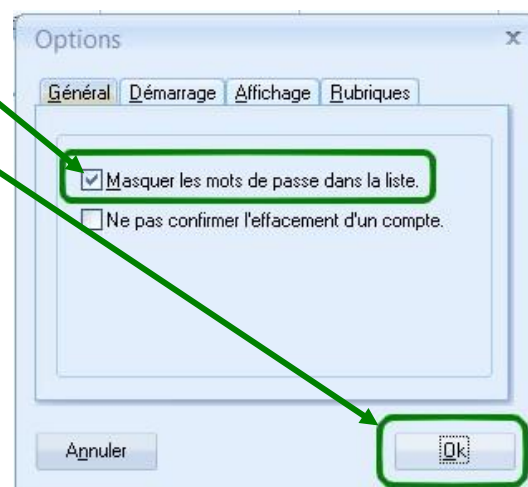 Options
Général Démarrage Affichage Rubriques
Masquer les mots de passe dans la liste.
Ne pas confirmer l'effacement d'un compte.
Annuler Ok